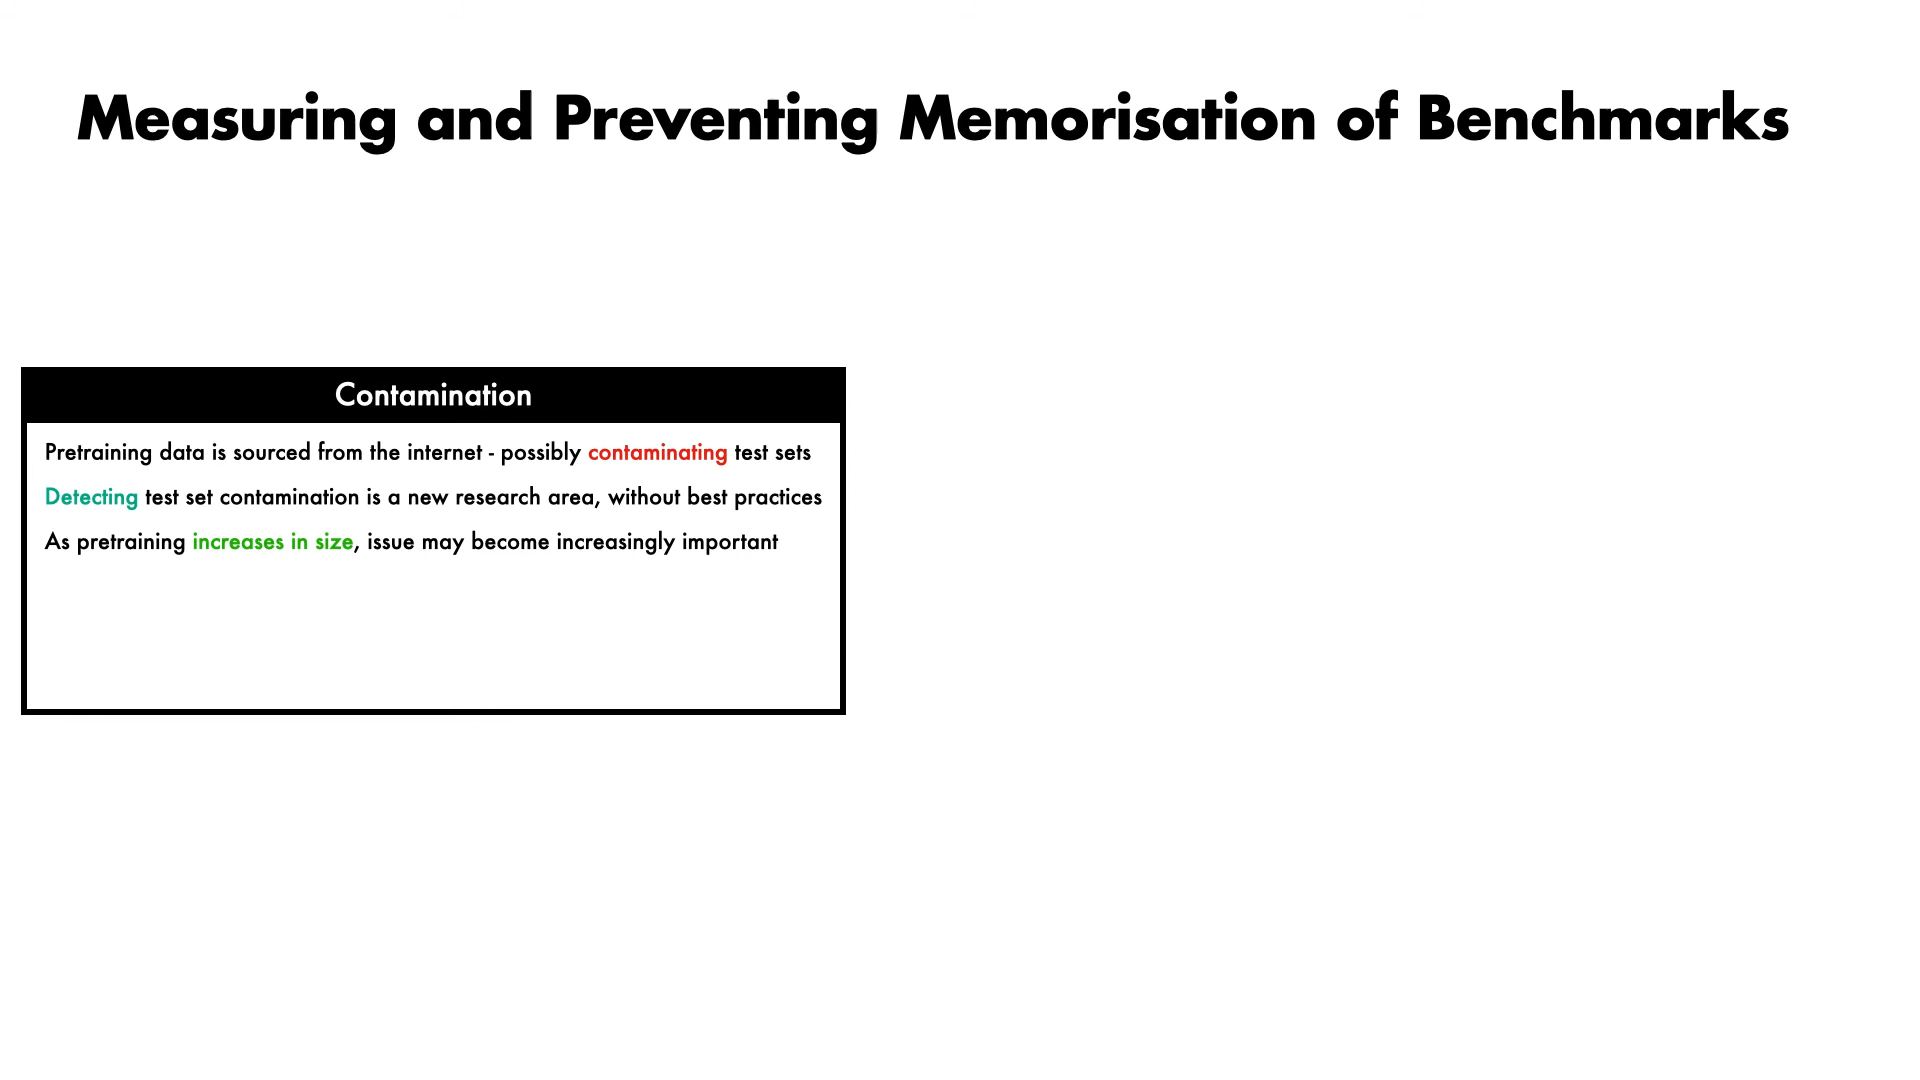 Measuring and Preventing Memorisation of Benchmarks
Contamination
Pretraining data is sourced from the internet - possibly contaminating test sets
Detecting test set contamination is a new research area, without best practices
As pretraining increases in size, issue may become increasingly important